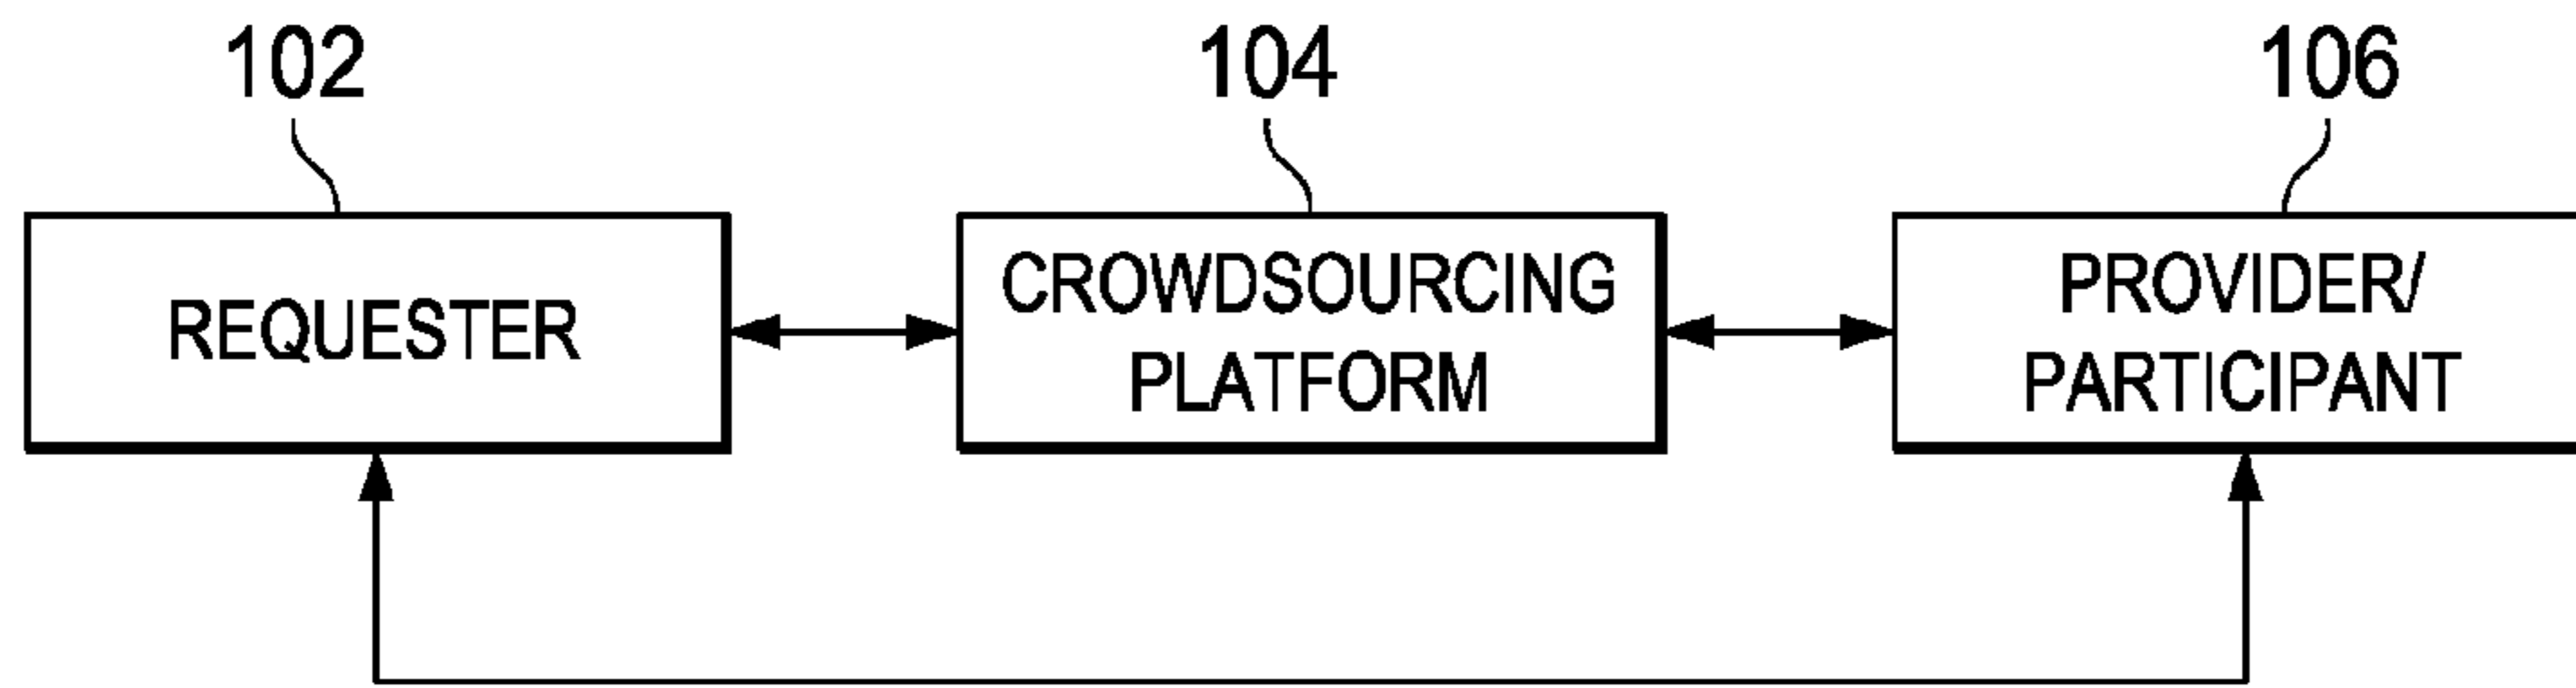 102
104
106
REQUESTER
CROWDSOURCING
PLATFORM
PROVIDER/
PARTICIPANT